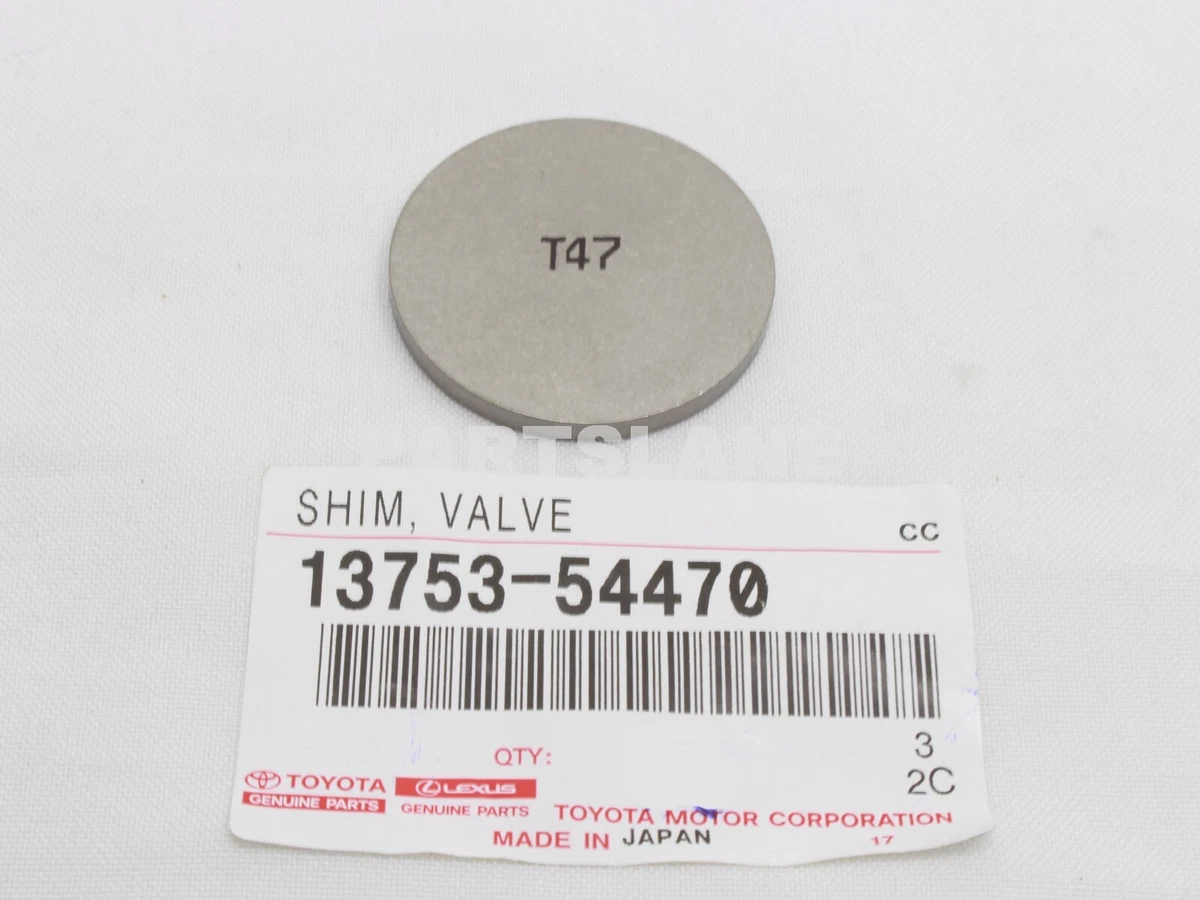 T47
PARTSLANE
SHIM, VALVE
CC
13753-54470
QTY:
3
2C
TOYOTA
GENUINE PARTS
LEXUS
GENUINE PARTS
TOYOTA MOTOR CORPORATION
MADE IN JAPAN
17